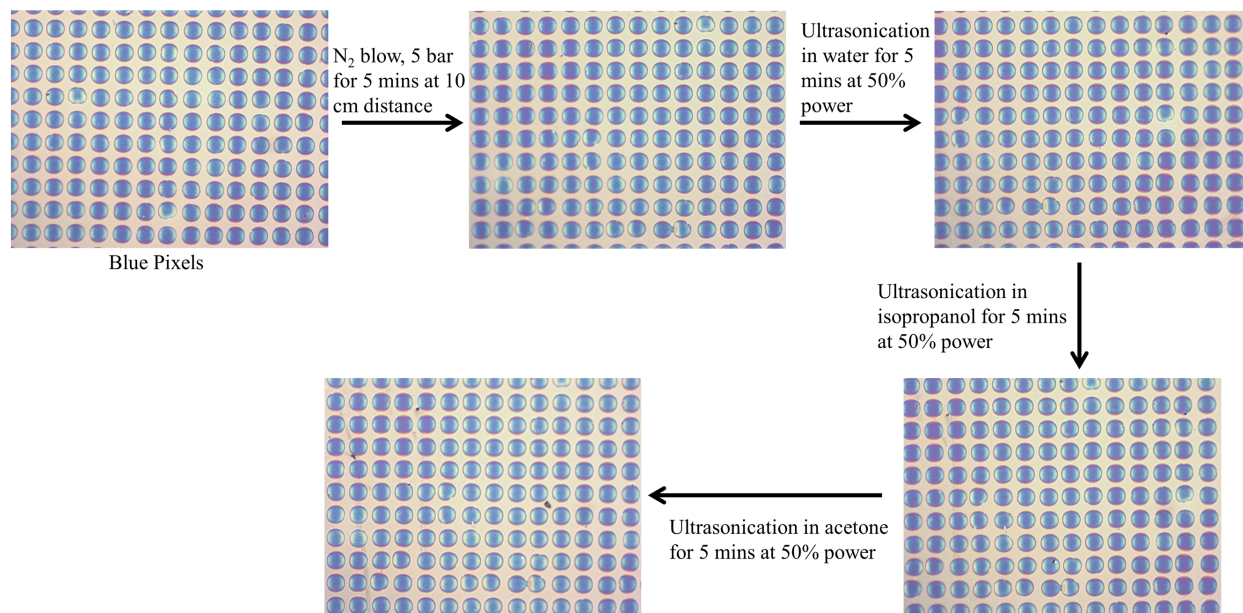 Blue Pixels
N₂ blow, 5 bar
for 5 mins at 10
cm distance
Ultrasonication
in water for 5
mins at 50%
power
Ultrasonication in
isopropanol for 5 mins
at 50% power
Ultrasonication in acetone
for 5 mins at 50% power